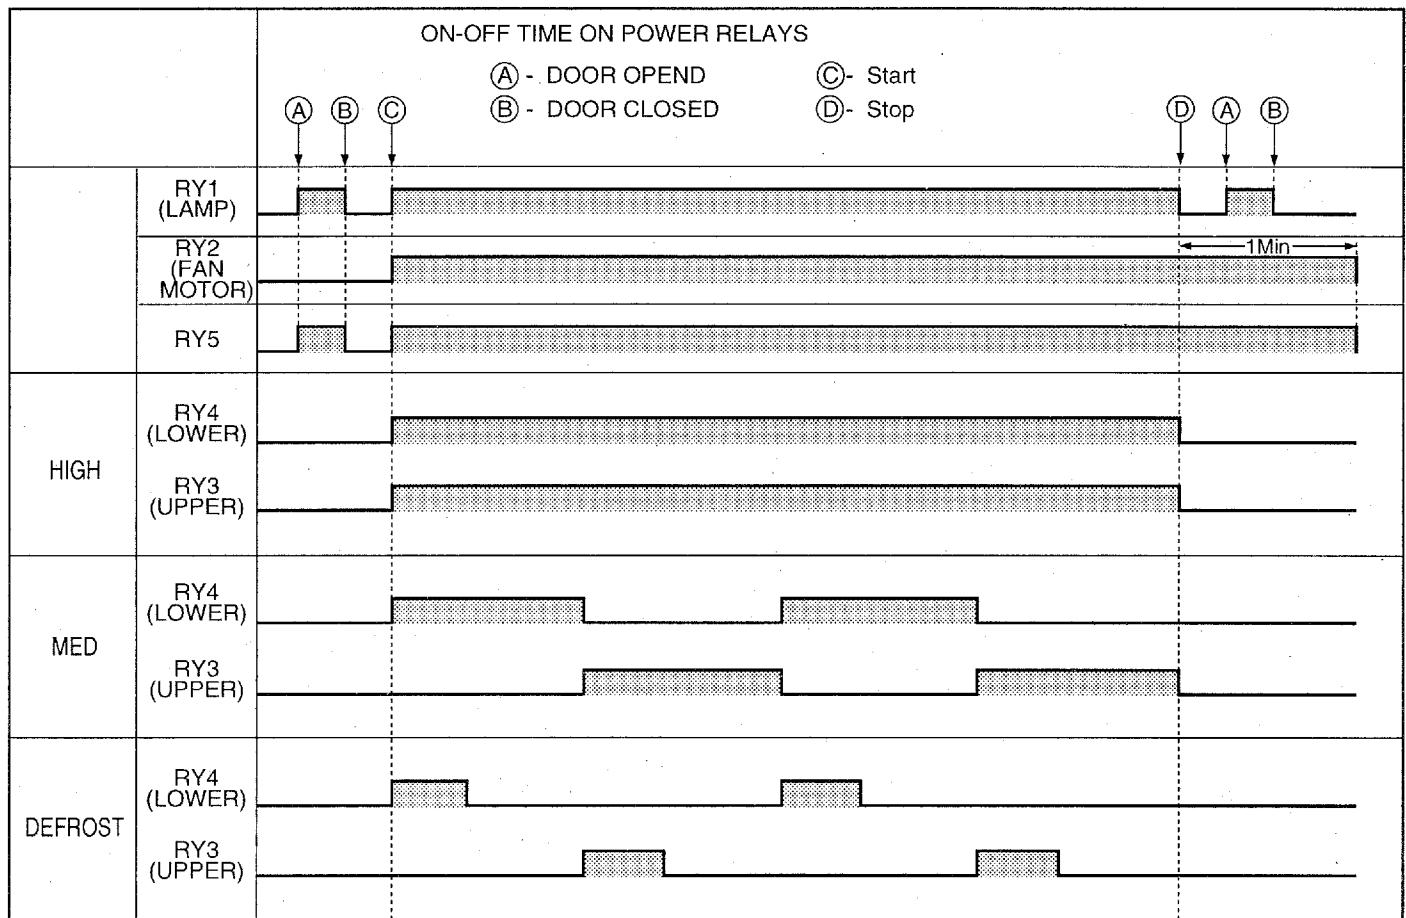 ON-OFF TIME ON POWER RELAYS
Ⓐ - DOOR OPEND Ⓒ- Start
Ⓑ - DOOR CLOSED Ⓓ- Stop
Ⓐ Ⓑ Ⓒ Ⓓ Ⓐ Ⓑ
RY1
(LAMP)
RY2
(FAN
MOTOR)
1Min
RY5
HIGH
RY4
(LOWER)
RY3
(UPPER)
MED
RY4
(LOWER)
RY3
(UPPER)
DEFROST
RY4
(LOWER)
RY3
(UPPER)